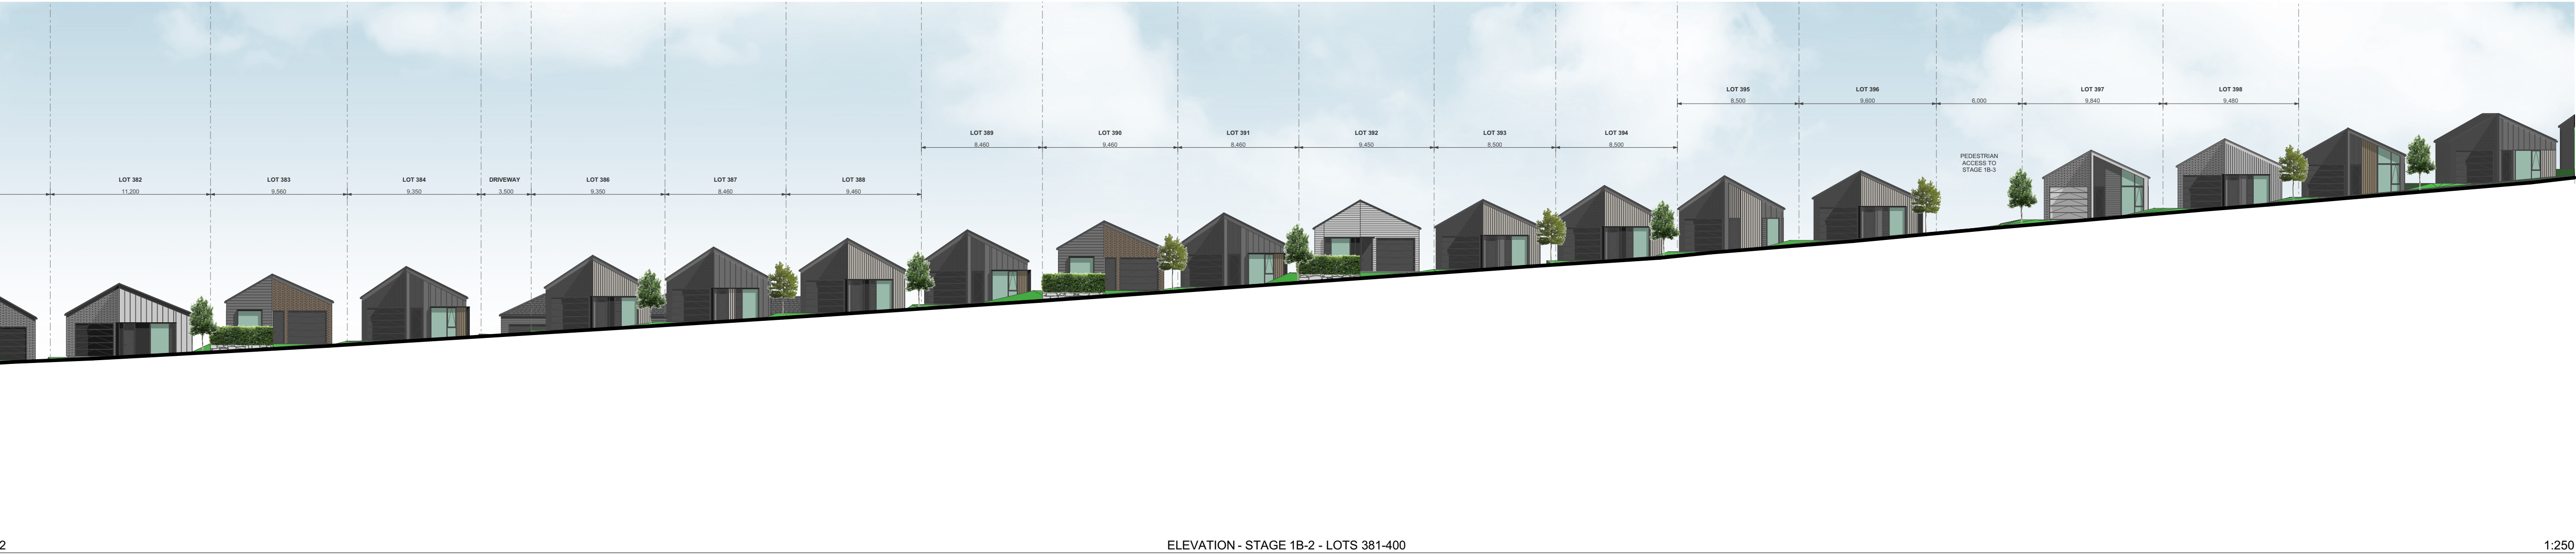 LOT 395
LOT 396
LOT 397
LOT 398
8,500
9,600
6,000
9,840
9,480
LOT 389
LOT 390
LOT 391
LOT 392
LOT 393
LOT 394
8,460
9,460
8,460
9,450
8,500
8,500
PEDESTRIAN
ACCESS TO
STAGE 1B-3
LOT 382
LOT 383
LOT 384
DRIVEWAY
LOT 386
LOT 387
LOT 388
11,200
9,560
9,350
3,500
9,350
8,460
9,460
2
ELEVATION - STAGE 1B-2 - LOTS 381-400
1:250